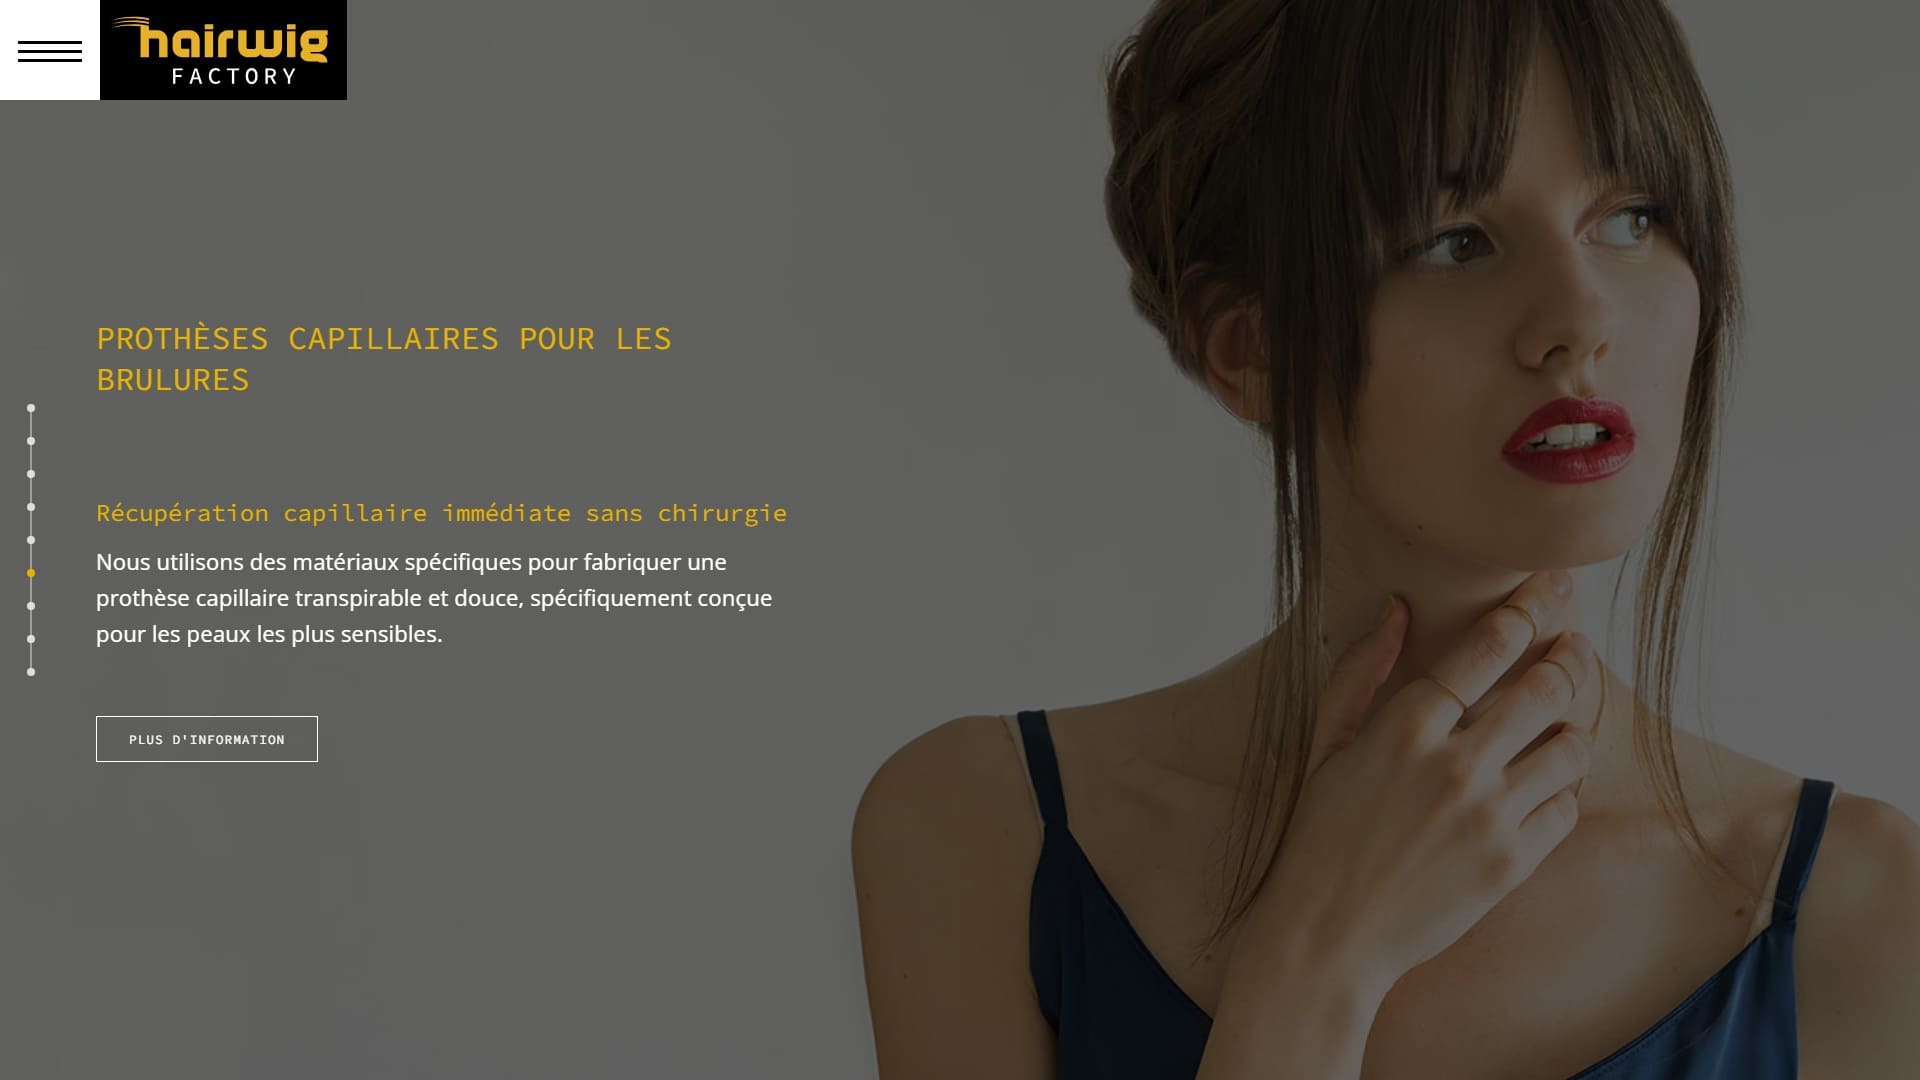 hairwig
FACTORY
PROTHÈSES CAPILLAIRES POUR LES
BRULURES
Récupération capillaire immédiate sans chirurgie
Nous utilisons des matériaux spécifiques pour fabriquer une
prothèse capillaire transpirable et douce, spécifiquement conçue
pour les peaux les plus sensibles.
PLUS D'INFORMATION